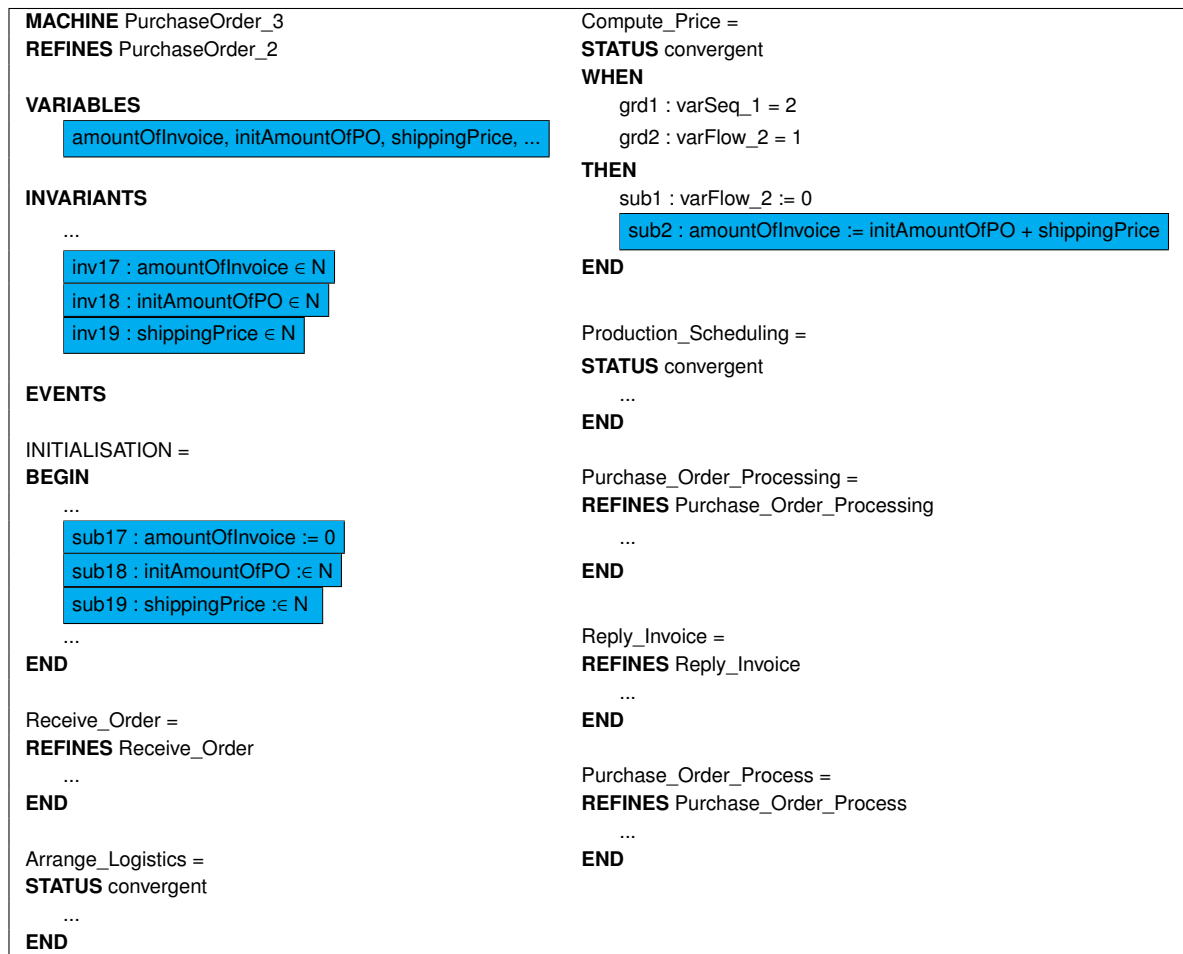 MACHINE PurchaseOrder_3
REFINES PurchaseOrder_2
VARIABLES
amountOfInvoice, initAmountOfPO, shippingPrice, ...
INVARIANTS
...
inv17 : amountOfInvoice ∈ N
inv18 : initAmountOfPO ∈ N
inv19 : shippingPrice ∈ N
EVENTS
INITIALISATION =
BEGIN
...
sub17 : amountOfInvoice := 0
sub18 : initAmountOfPO :∈ N
sub19 : shippingPrice :∈ N
...
END
Receive_Order =
REFINES Receive_Order
...
END
Arrange_Logistics =
STATUS convergent
...
END
Compute_Price =
STATUS convergent
WHEN
grd1 : varSeq_1 = 2
grd2 : varFlow_2 = 1
THEN
sub1 : varFlow_2 := 0
sub2 : amountOfInvoice := initAmountOfPO + shippingPrice
END
Production_Scheduling =
STATUS convergent
...
END
Purchase_Order_Processing =
REFINES Purchase_Order_Processing
...
END
Reply_Invoice =
REFINES Reply_Invoice
...
END
Purchase_Order_Process =
REFINES Purchase_Order_Process
...
END